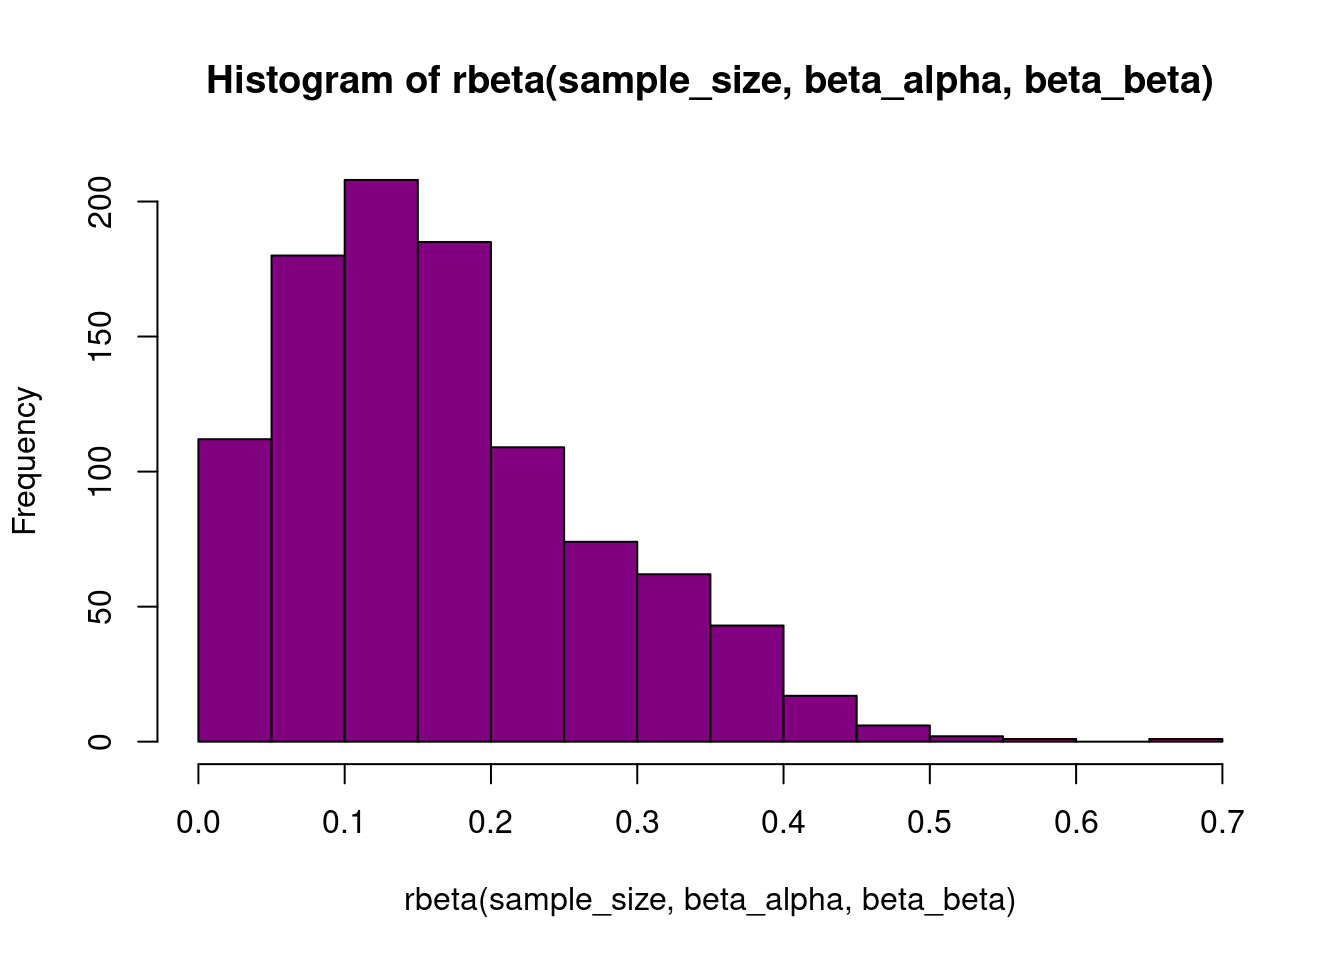 Histogram of rbeta(sample_size, beta_alpha, beta_beta)
Frequency
200
150
100
50
0
0.0 0.1 0.2 0.3 0.4 0.5 0.6 0.7
rbeta(sample_size, beta_alpha, beta_beta)